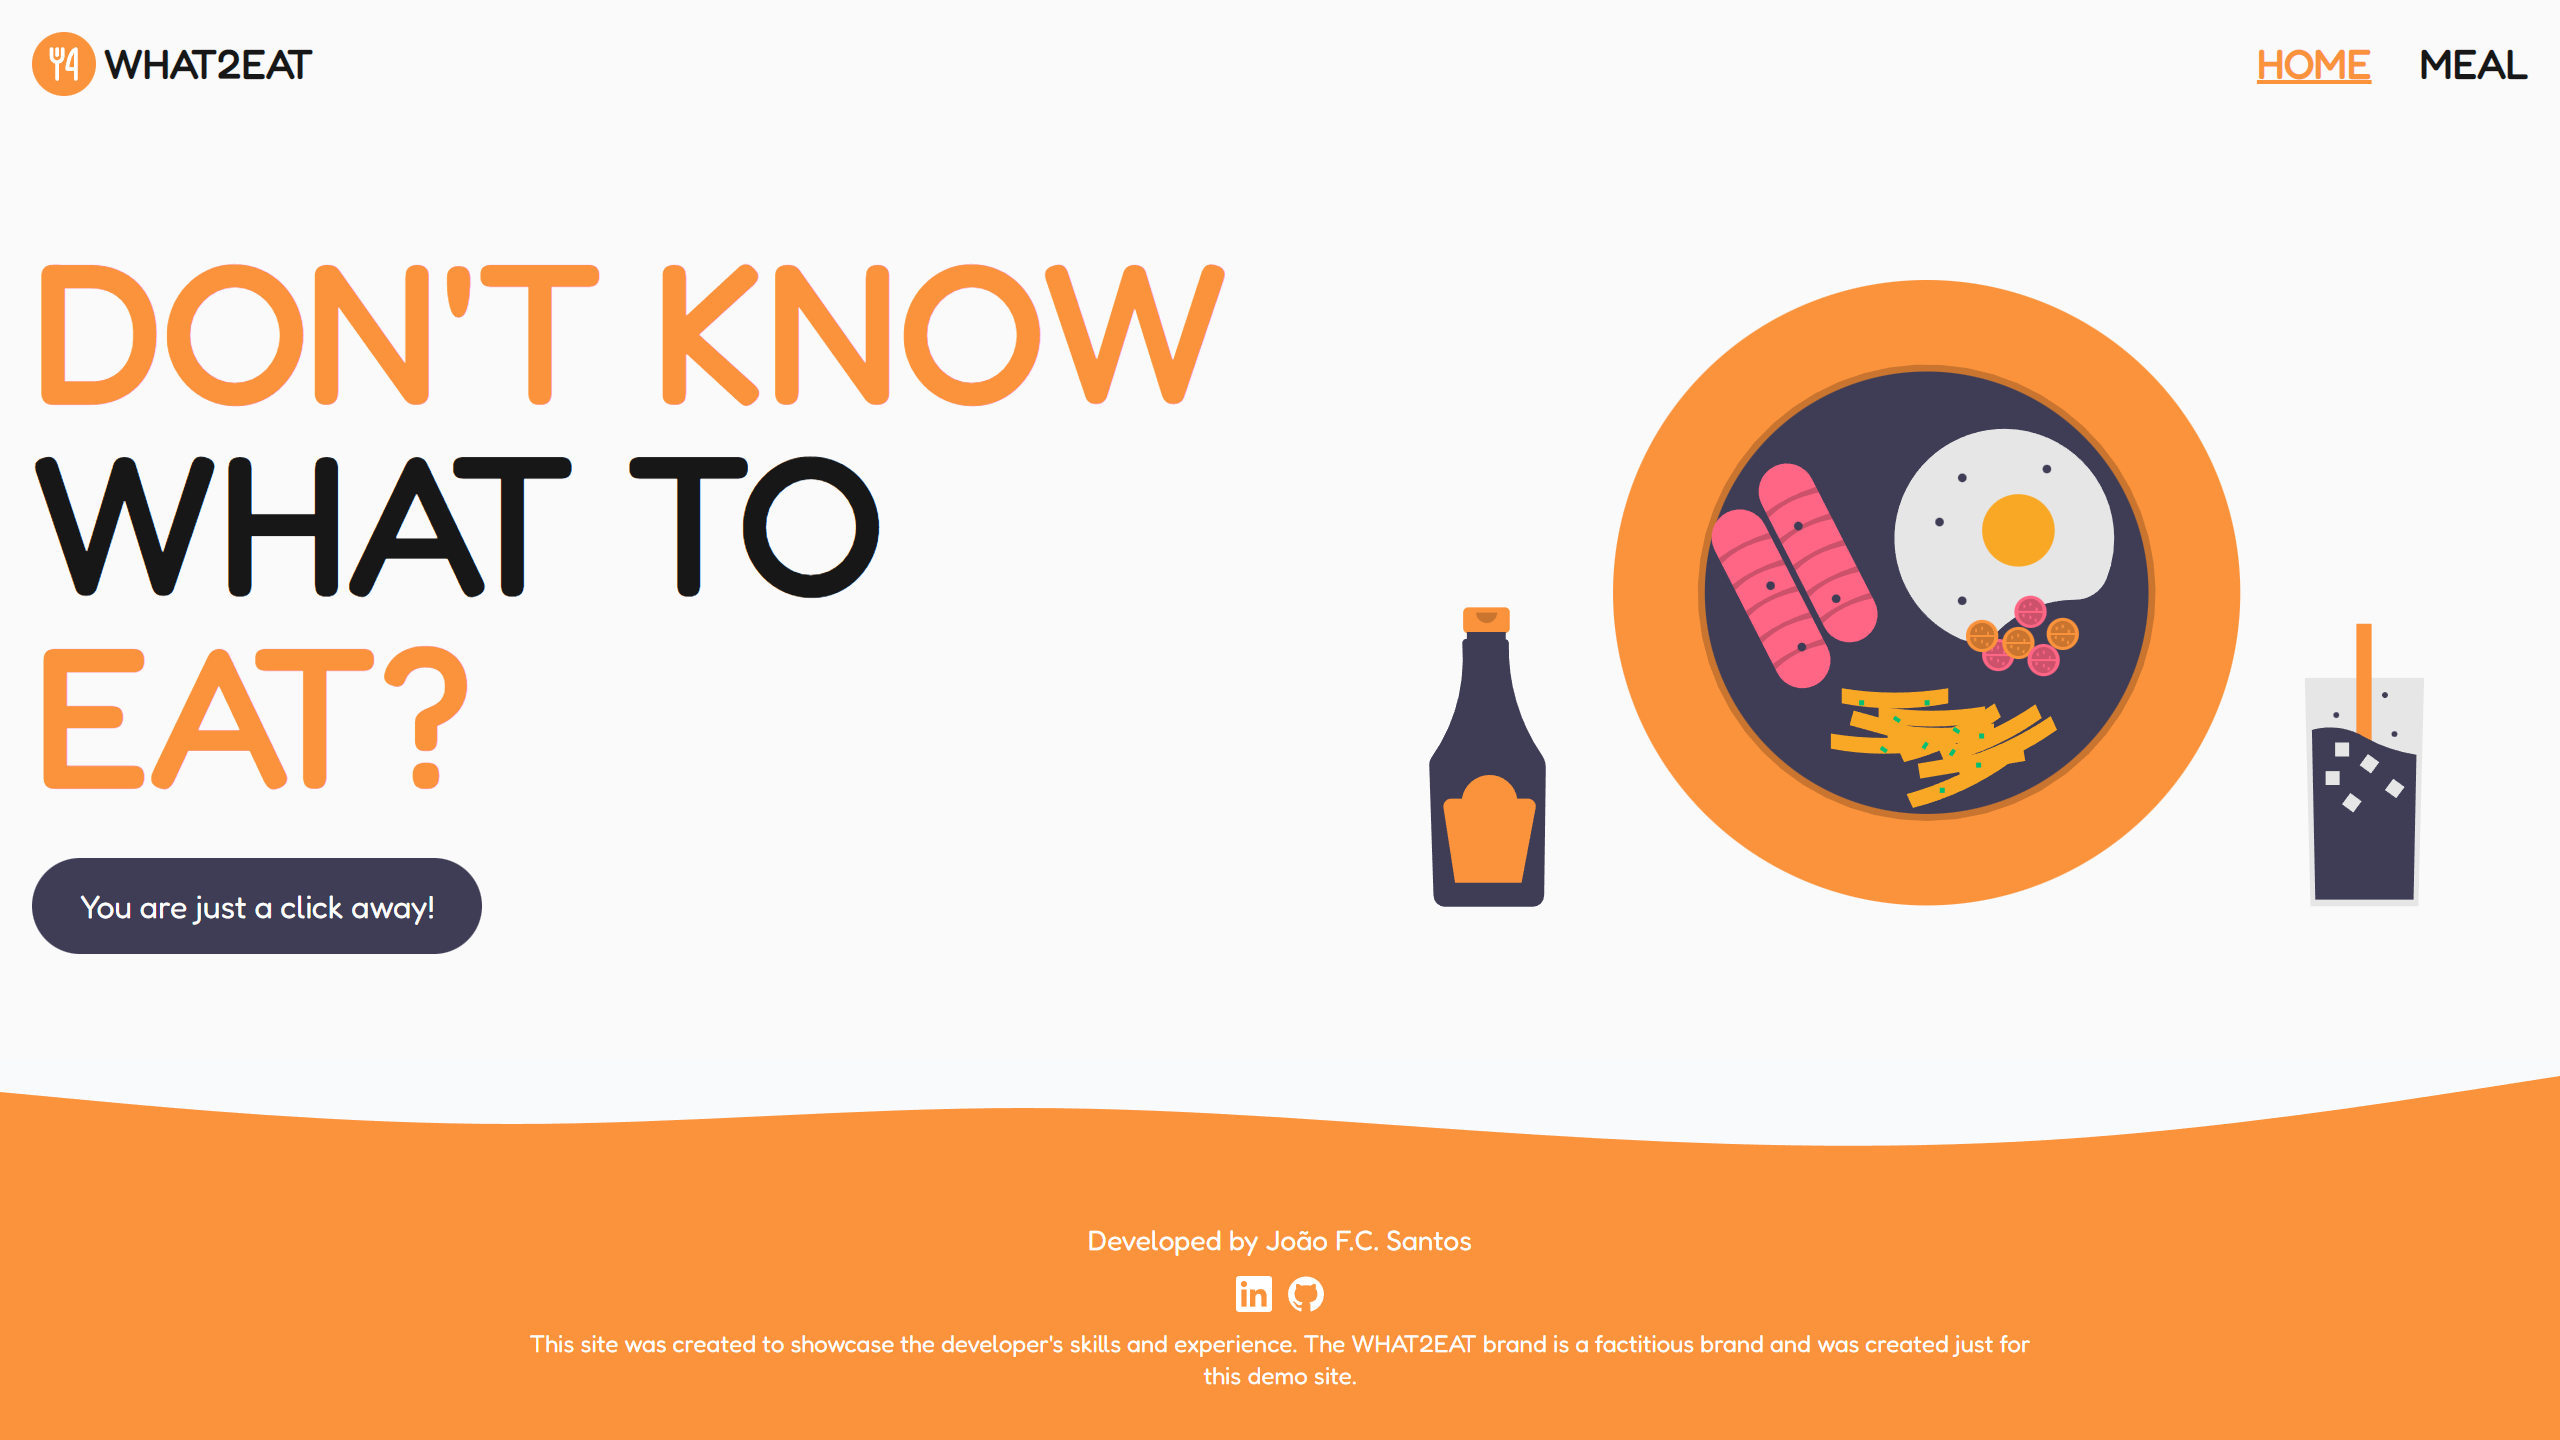 WHAT2EAT
HOME MEAL
DON'T KNOW
WHAT TO
EAT?
You are just a click away!
Developed by João F.C. Santos
in
This site was created to showcase the developer's skills and experience. The WHAT2EAT brand is a factitious brand and was created just for
this demo site.